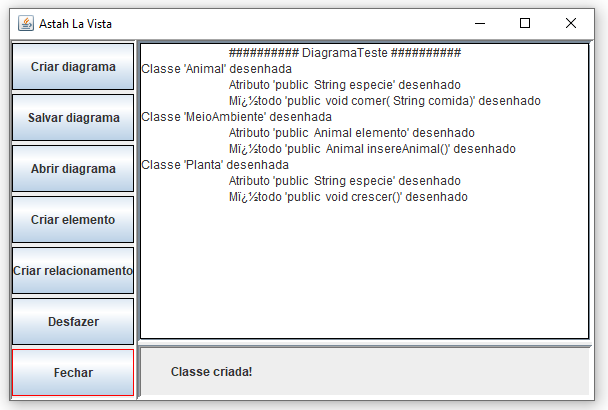 Astah La Vista
Criar diagrama
Salvar diagrama
Abrir diagrama
Criar elemento
Criar relacionamento
Desfazer
Fechar
########## DiagramaTeste ##########
Classe 'Animal' desenhada
Atributo 'public  String especie' desenhado
Mï¿½todo 'public  void comer( String comida)' desenhado
Classe 'MeioAmbiente' desenhada
Atributo 'public  Animal elemento' desenhado
Mï¿½todo 'public  Animal insereAnimal()' desenhado
Classe 'Planta' desenhada
Atributo 'public  String especie' desenhado
Mï¿½todo 'public  void crescer()' desenhado
Classe criada!